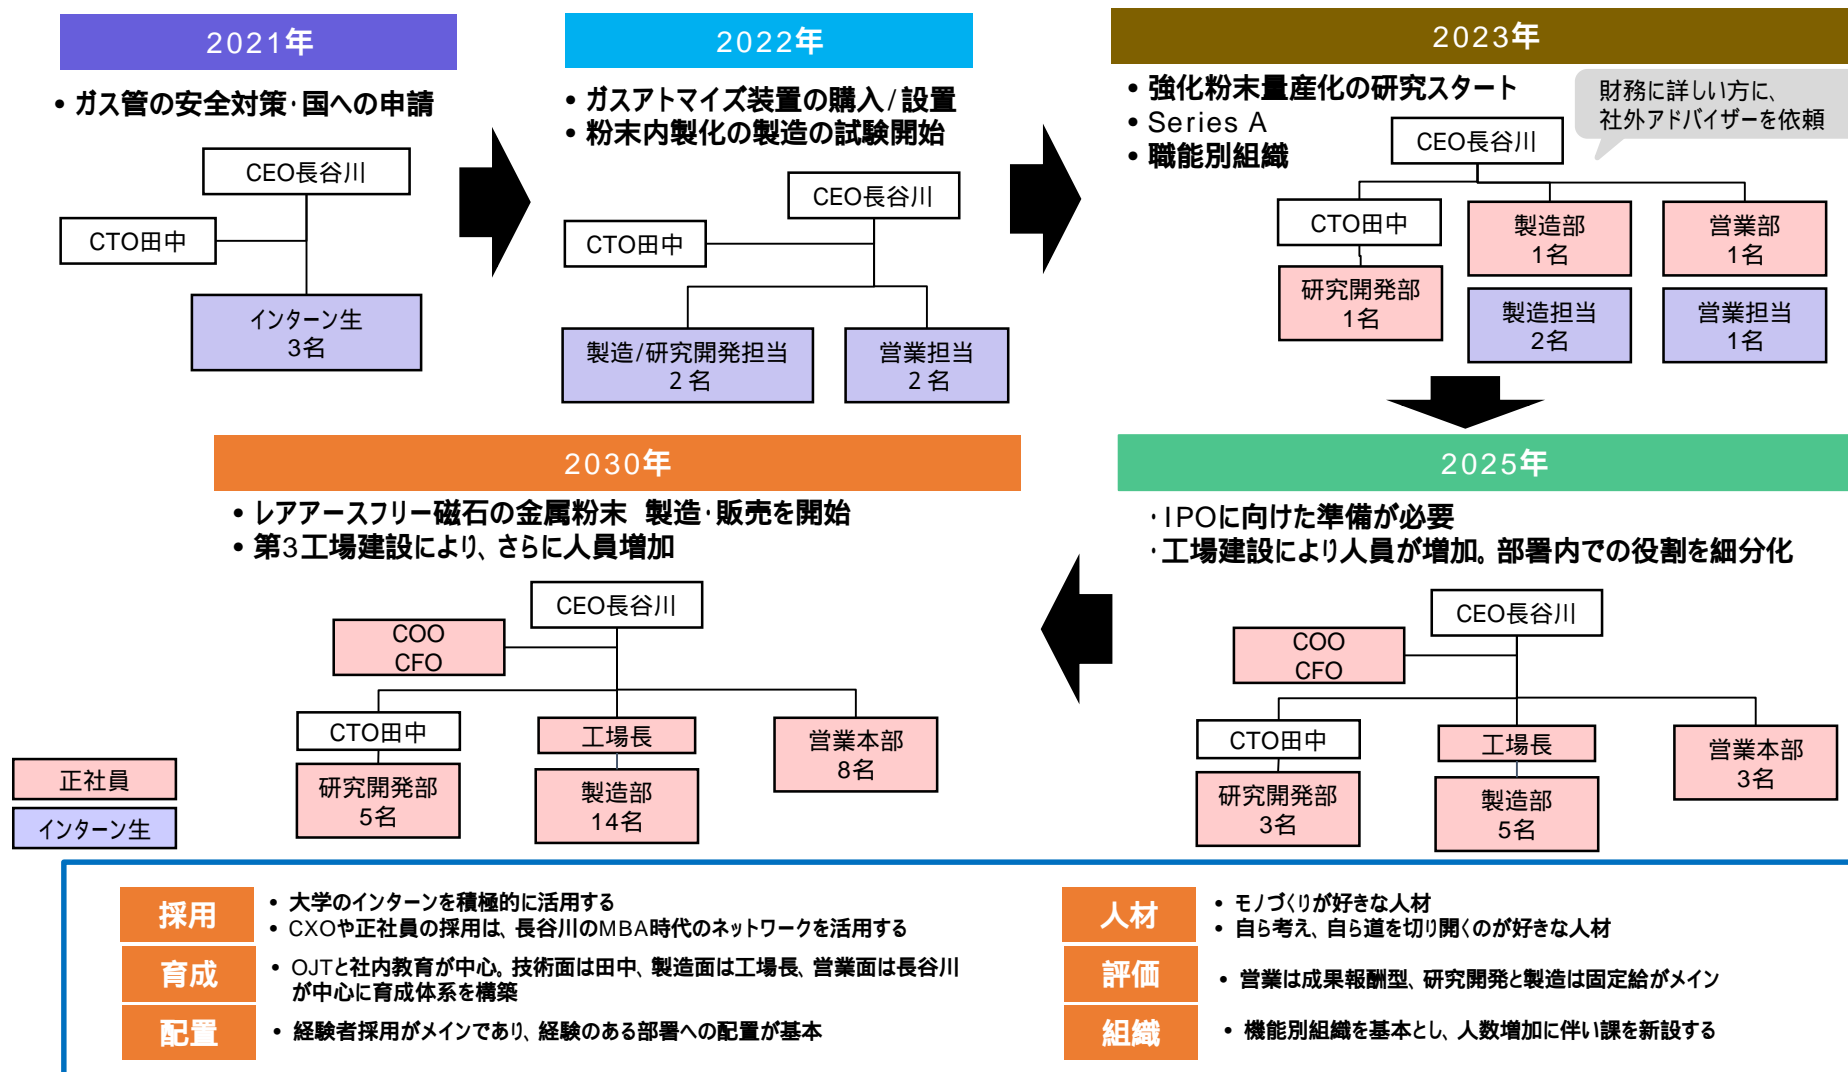 2021年
• ガス管の安全対策・国への申請
CEO長谷川
CTO田中
インターン生
3名
2022年
• ガスアトマイズ装置の購入/設置
• 粉末内製化の製造の試験開始
CEO長谷川
CTO田中
製造/研究開発担当
2名
営業担当
2名
2023年
• 強化粉末量産化の研究スタート
• Series A
• 職能別組織
財務に詳しい方に、
社外アドバイザーを依頼
CEO長谷川
CTO田中
研究開発部
1名
製造部
1名
製造担当
2名
営業部
1名
営業担当
1名
2025年
・IPOに向けた準備が必要
・工場建設により人員が増加。部署内での役割を細分化
CEO長谷川
COO
CFO
CTO田中
研究開発部
3名
工場長
製造部
5名
営業本部
3名
2030年
• レアアースフリー磁石の金属粉末 製造・販売を開始
• 第3工場建設により、さらに人員増加
CEO長谷川
COO
CFO
CTO田中
研究開発部
5名
工場長
製造部
14名
営業本部
8名
正社員
インターン生
採用
• 大学のインターンを積極的に活用する
• CXOや正社員の採用は、長谷川のMBA時代のネットワークを活用する
育成
• OJTと社内教育が中心。技術面は田中、製造面は工場長、営業面は長谷川
が中心に育成体系を構築
配置
• 経験者採用がメインであり、経験のある部署への配置が基本
人材
• モノづくりが好きな人材
• 自ら考え、自ら道を切り開くのが好きな人材
評価
• 営業は成果報酬型、研究開発と製造は固定給がメイン
組織
• 機能別組織を基本とし、人数増加に伴い課を新設する